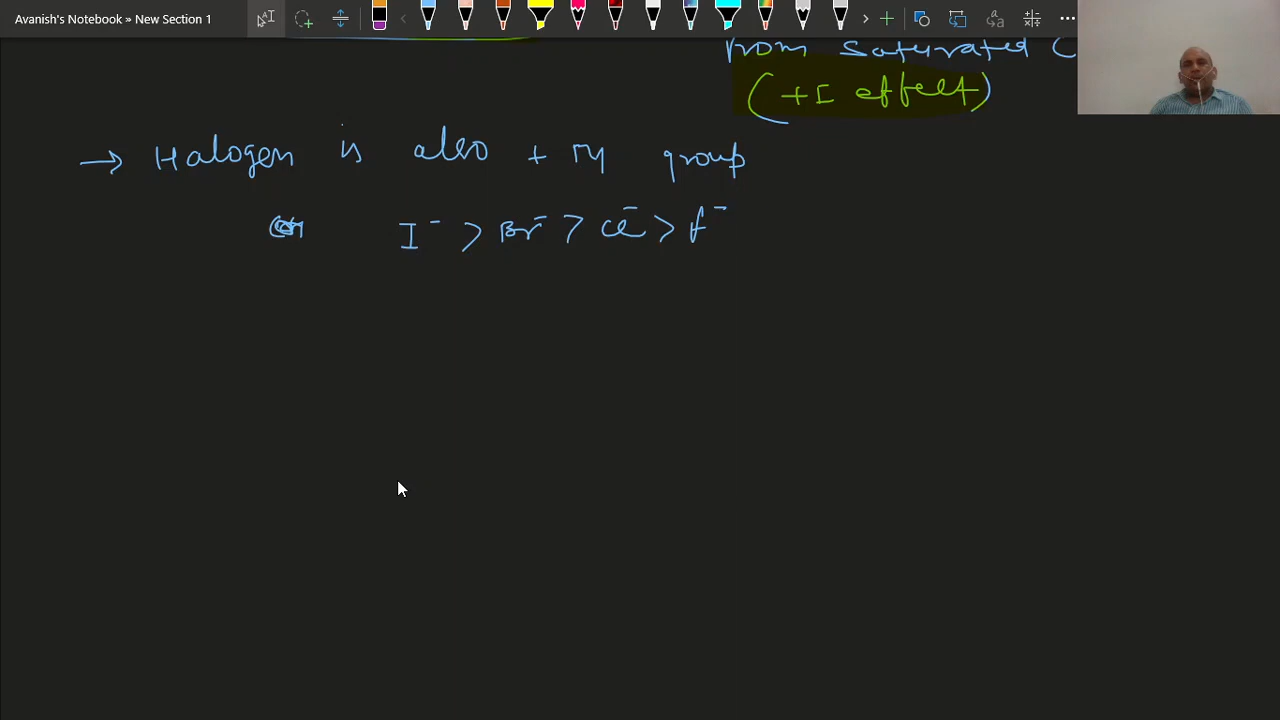 Avanish's Notebook » New Section 1
from saturated C
(+I effect)
→ Halogen is also + M group
I⁻ > Br⁻ > Cl⁻ > f⁻